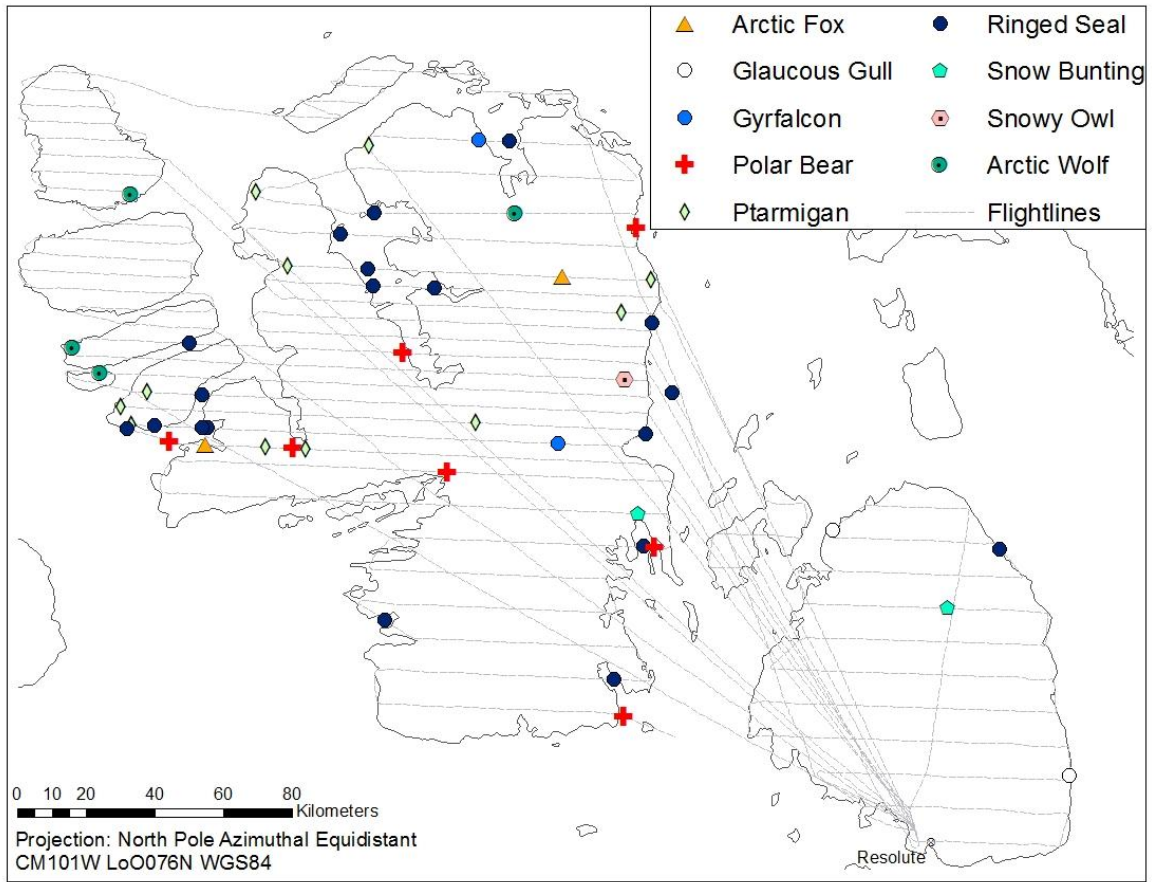 Arctic Fox
Ringed Seal
Glaucous Gull
Snow Bunting
Gyrfalcon
Snowy Owl
Polar Bear
Arctic Wolf
Ptarmigan
Flightlines
0 10 20 40 60 80
Kilometers
Projection: North Pole Azimuthal Equidistant
CM101W LoO076N WGS84
Resolute